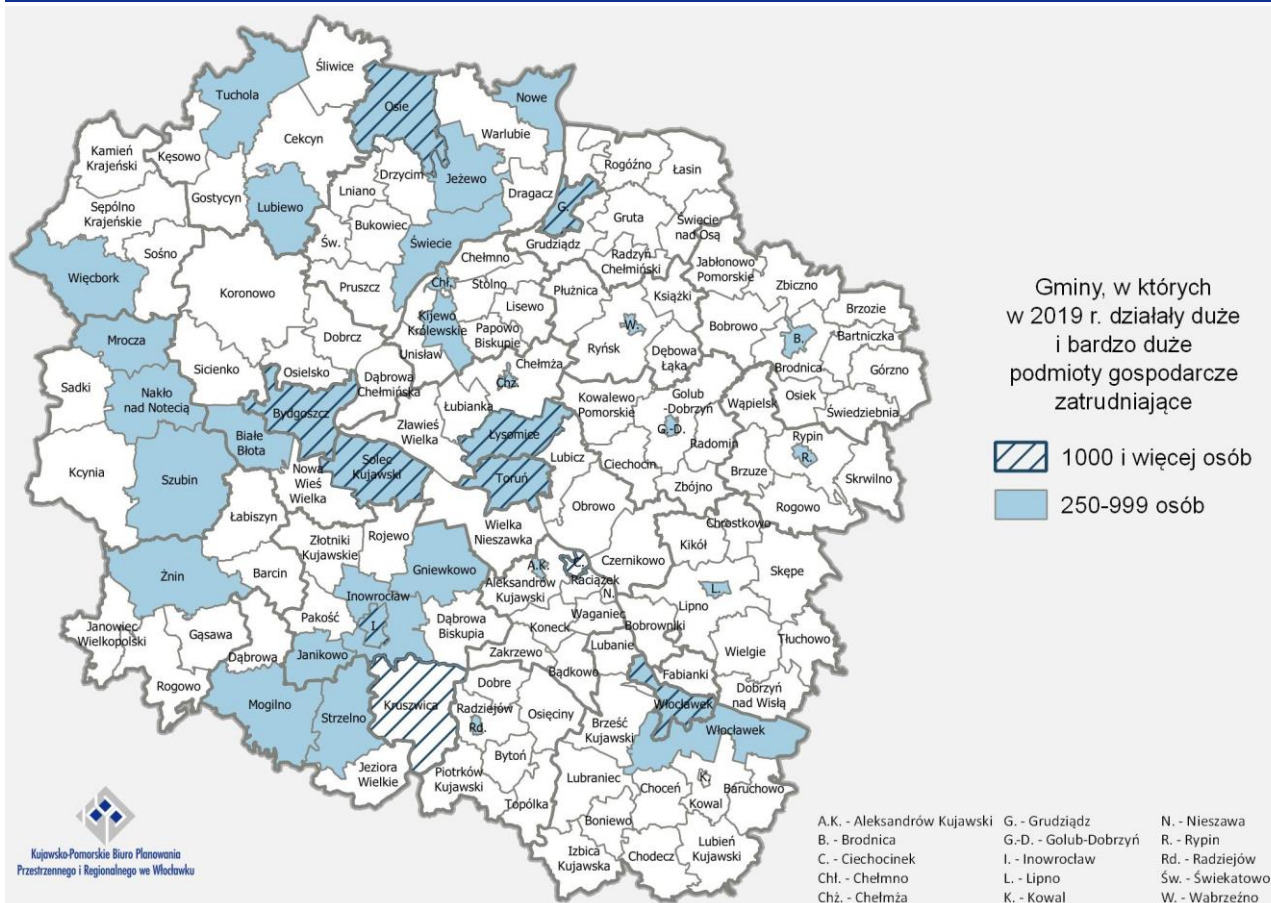 Śliwice
Tuchola
Osie
Nowe
Cekcyn
Warlubie
Kamień
Krajeński
Kęsowo
Rogóźno
Łasin
Drzycim
Jeżewo
Lniano
Dragacz
Gostycyn
Lubiewo
G.
Sępólno
Krajeńskie
Gruta
Świecie
nad Osą
Bukowiec
Św.
Świecie
Grudziądz
Sośno
Radzyń
Chełmiński
Chełmno
Jabłonowo
Pomorskie
Więcbork
Zbiczno
Chł.
Stolno
Płużnica
Książki
Pruszcz
Koronowo
Brzozie
Lisewo
Bobrowo
Kijewo
Królewskie
W.
Papowo
Biskupie
B.
Bartniczka
Dobrcz
Mrocza
Ryńsk
Dębowa
Łąka
Unisław
Chełmża
Brodnica
Sicienko
Osielsko
Górzno
Dąbrowa
Chełmińska
Chż.
Sadki
Golub
-Dobrzyń
Osiek
Nakło
nad Notecią
Kowalewo
Pomorskie
Wąpielsk
Łubianka
Świedziebnia
Bydgoszcz
Zławieś
Wielka
G.-D.
Białe
Błota
Łysomice
Rypin
Radomin
Lubicz
R.
Solec
Kujawski
Ciechocin
Brzuze
Kcynia
Nowa
Wieś
Wielka
Toruń
Skrwilno
Szubin
Zbójno
Rogowo
Obrowo
Łabiszyn
Wielka
Nieszawka
Chrostkowo
Złotniki
Kujawskie
Rojewo
Kikół
Czernikowo
C.
A.K.
Gniewkowo
Skępe
Żnin
Barcin
Raciążek
Aleksandrów
Kujawski
N.
L.
Inowrocław
Lipno
Pakość
Waganiec
Dąbrowa
Biskupia
I.
Koneck
Bobrowniki
Janowiec
Wielkopolski
Gąsawa
Tłuchowo
Lubanie
Wielgie
Janikowo
Zakrzewo
Dąbrowa
Bądkowo
Fabianki
Rogowo
Dobre
Dobrzyń
nad Wisłą
Mogilno
Kruszwica
Włocławek
Radziejów
Osięciny
Strzelno
Brześć
Kujawski
Rd.
Włocławek
Bytoń
Jeziora
Wielkie
Piotrków
Kujawski
Lubraniec
K.
Choceń
Baruchowo
Kowal
Topólka
Boniewo
Lubień
Kujawski
Izbica
Kujawska
Chodecz
Gminy, w których
w 2019 r. działały duże
i bardzo duże
podmioty gospodarcze
zatrudniające
1000 i więcej osób
250-999 osób
Kujawsko-Pomorskie Biuro Planowania
Przestrzennego i Regionalnego we Włocławku
A.K. - Aleksandrów Kujawski
B. - Brodnica
C. - Ciechocinek
Chł. - Chełmno
Chż. - Chełmża
G. - Grudziądz
G.-D. - Golub-Dobrzyń
I. - Inowrocław
L. - Lipno
K. - Kowal
N. - Nieszawa
R. - Rypin
Rd. - Radziejów
Św. - Świekatowo
W. - Wąbrzeźno